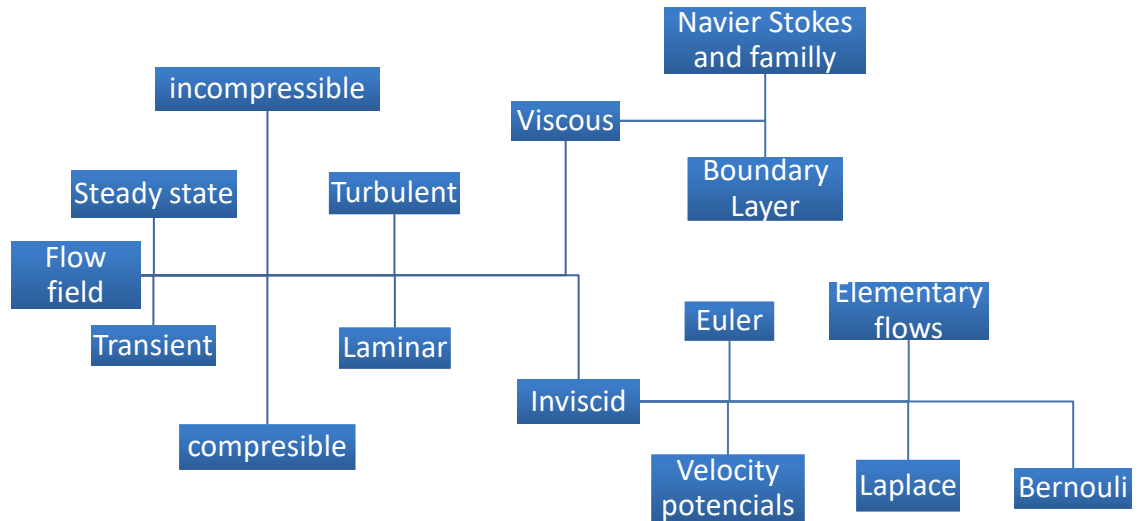 Navier Stokes
and familly
incompressible
Viscous
Boundary
Layer
Steady state
Turbulent
Flow
field
Transient
Laminar
Euler
Elementary
flows
Inviscid
compresible
Velocity
potencials
Laplace
Bernouli